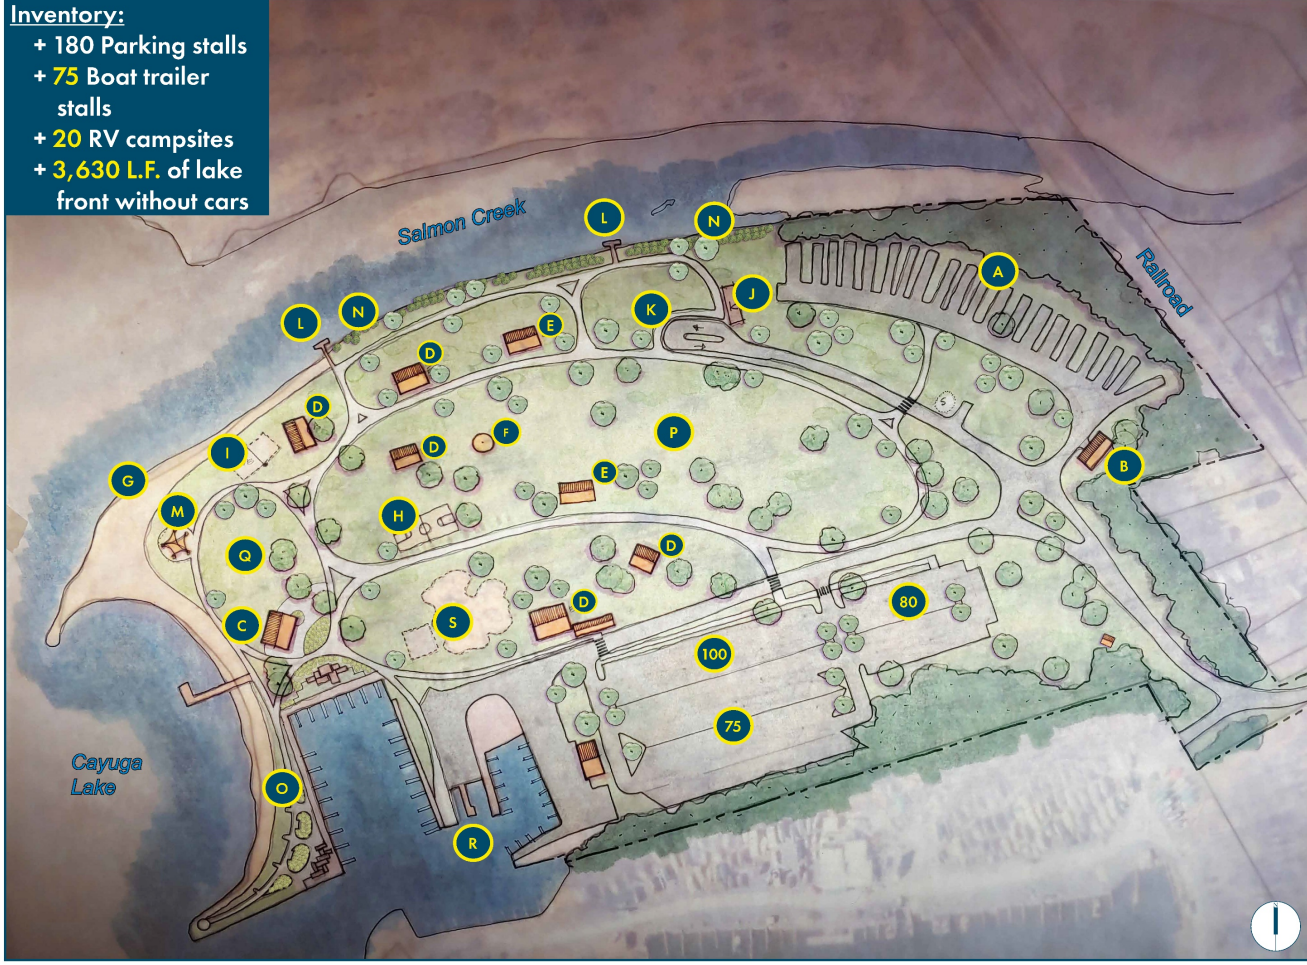 Inventory:
+ 180 Parking stalls
+ 75 Boat trailer
stalls
+ 20 RV campsites
+ 3,630 L.F. of lake
front without cars
Salmon Creek
L
N
A
Railroad
J
L
N
K
E
D
D
I
D
F
P
E
B
G
M
H
Q
D
C
S
D
80
100
75
Cayuga
Lake
O
R